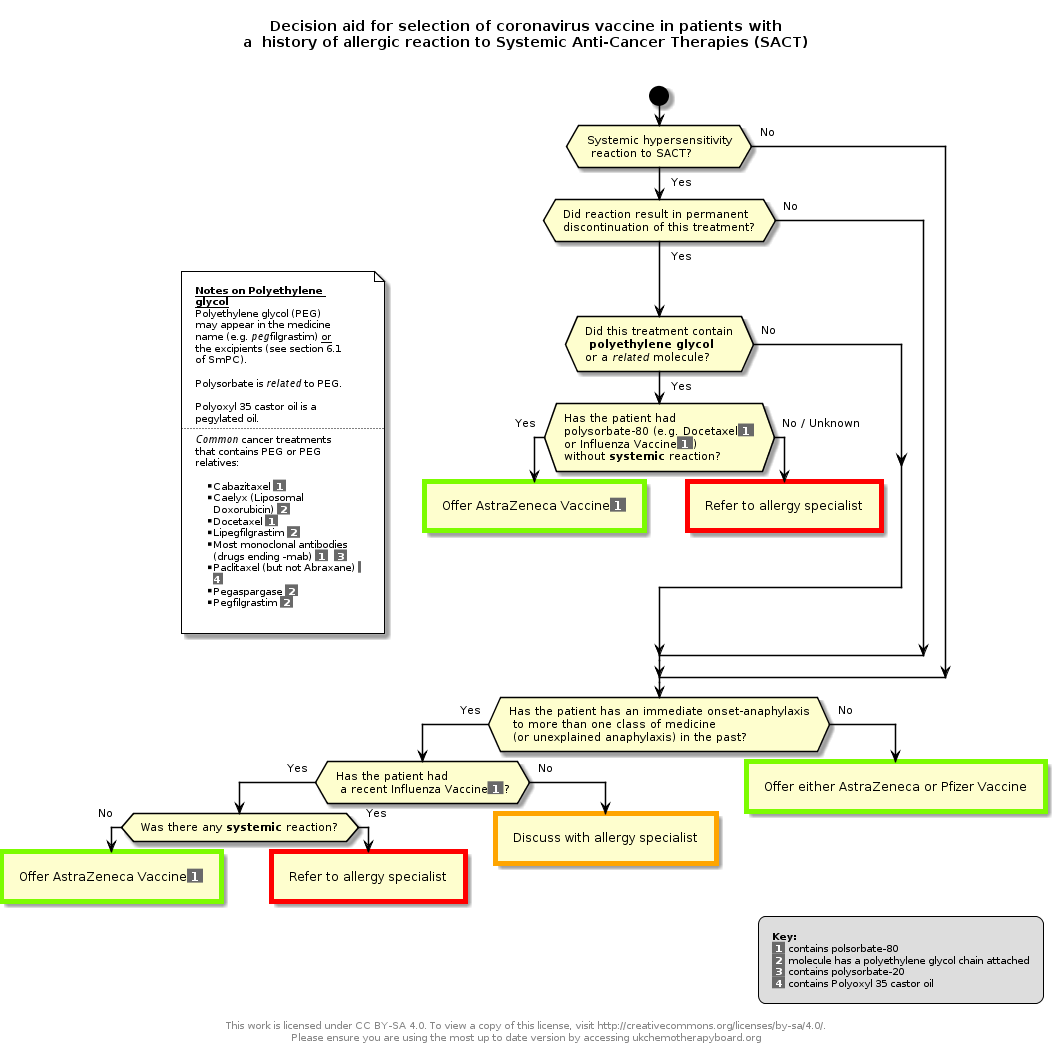 Decision aid for selection of coronavirus vaccine in patients with
a  history of allergic reaction to Systemic Anti-Cancer Therapies (SACT)
Systemic hypersensitivity
reaction to SACT?
No
Yes
Did reaction result in permanent
discontinuation of this treatment?
No
Yes
Did this treatment contain
polyethylene glycol
or a related molecule?
No
Yes
Has the patient had
polysorbate-80 (e.g. Docetaxel 1
or Influenza Vaccine 1 )
without systemic reaction?
Yes
No / Unknown
Offer AstraZeneca Vaccine 1
Refer to allergy specialist
Notes on Polyethylene
glycol
Polyethylene glycol (PEG)
may appear in the medicine
name (e.g. pegfilgrastim) or
the excipients (see section 6.1
of SmPC).
Polysorbate is related to PEG.
Polyoxyl 35 castor oil is a
pegylated oil.
Common cancer treatments
that contains PEG or PEG
relatives:
▪Cabazitaxel 1
▪Caelyx (Liposomal
Doxorubicin) 2
▪Docetaxel 1
▪Lipegfilgrastim 2
▪Most monoclonal antibodies
(drugs ending -mab) 1 3
▪Paclitaxel (but not Abraxane)
4
▪Pegaspargase 2
▪Pegfilgrastim 2
Has the patient has an immediate onset-anaphylaxis
to more than one class of medicine
(or unexplained anaphylaxis) in the past?
Yes
No
Has the patient had
a recent Influenza Vaccine 1 ?
Yes
No
Offer either AstraZeneca or Pfizer Vaccine
Was there any systemic reaction?
No
Yes
Discuss with allergy specialist
Offer AstraZeneca Vaccine 1
Refer to allergy specialist
Key:
1 contains polsorbate-80
2 molecule has a polyethylene glycol chain attached
3 contains polysorbate-20
4 contains Polyoxyl 35 castor oil
This work is licensed under CC BY-SA 4.0. To view a copy of this license, visit http://creativecommons.org/licenses/by-sa/4.0/.
Please ensure you are using the most up to date version by accessing ukchemotherapyboard.org